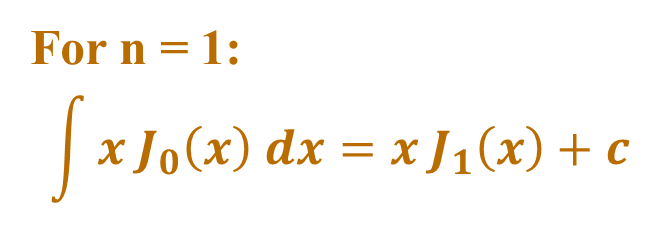 For n = 1:
∫ x J₀(x) dx = x J₁(x) + c